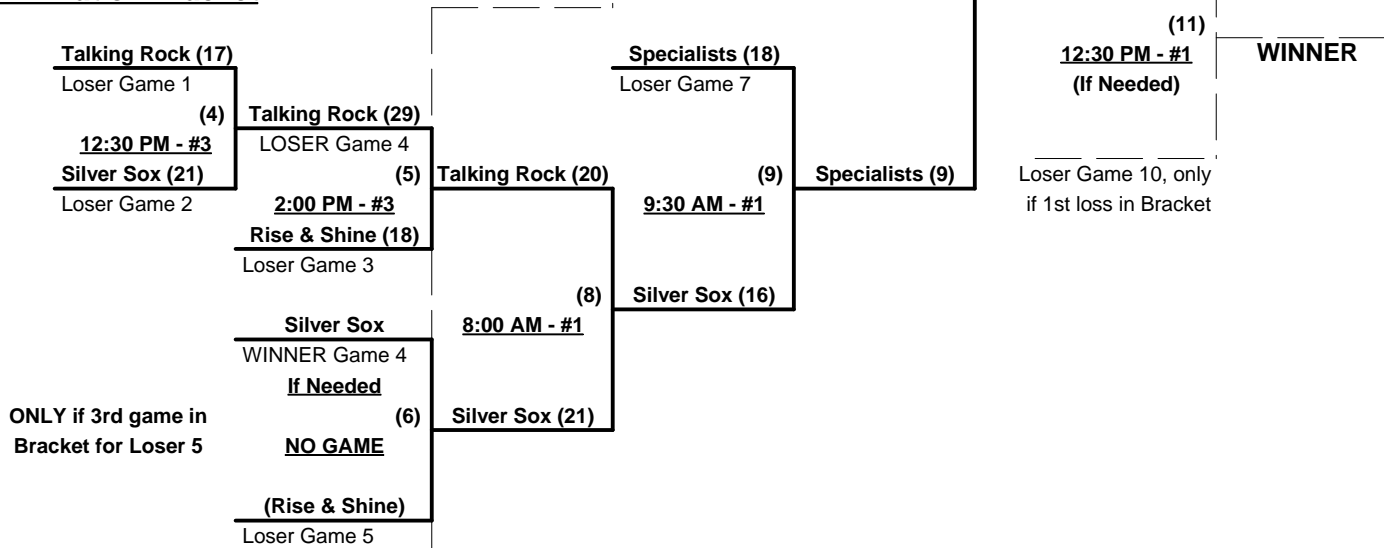 (11)
Talking Rock (17)
Specialists (18)
12:30 PM - #1
WINNER
Loser Game 1
Loser Game 7
(If Needed)
(4)
Talking Rock (29)
12:30 PM - #3
LOSER Game 4
Silver Sox (21)
(5)
Talking Rock (20)
(9)
Specialists (9)
Loser Game 10, only
Loser Game 2
2:00 PM - #3
9:30 AM - #1
if 1st loss in Bracket
Rise & Shine (18)
Loser Game 3
(8)
Silver Sox (16)
Silver Sox
8:00 AM - #1
WINNER Game 4
If Needed
ONLY if 3rd game in
(6)
Silver Sox (21)
Bracket for Loser 5
NO GAME
(Rise & Shine)
Loser Game 5